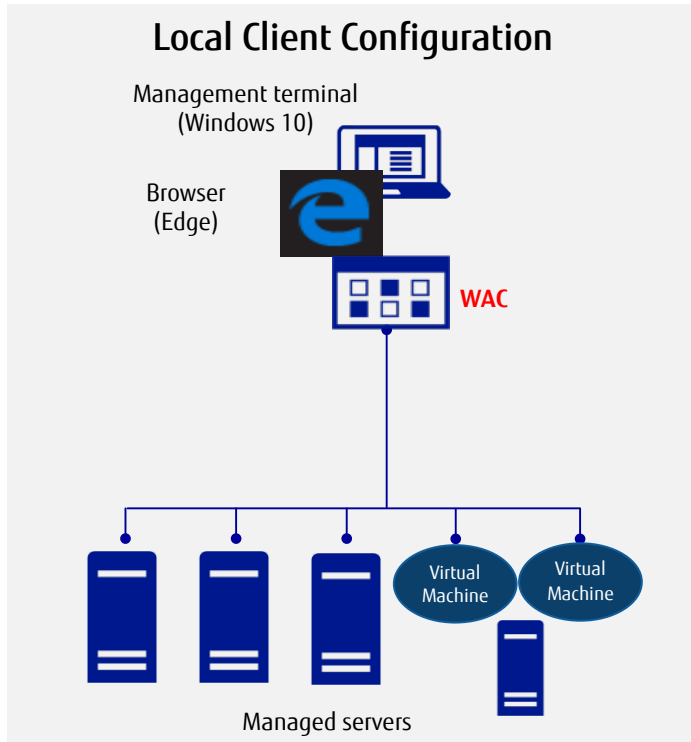 Local Client Configuration
Management terminal
(Windows 10)
Browser
(Edge)
WAC
Virtual
Machine
Virtual
Machine
Managed servers